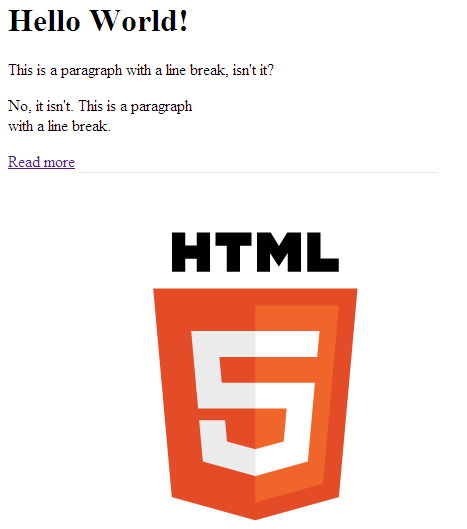 Hello World!
This is a paragraph with a line break, isn't it?
No, it isn't. This is a paragraph
with a line break.
Read more
HTML
5